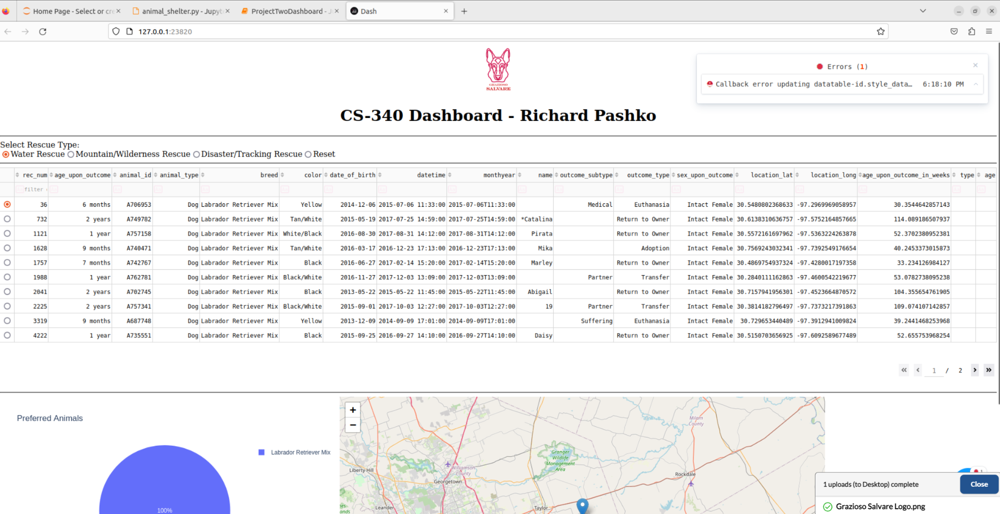 Home Page - Select or cre
animal_shelter.py - Jupyt
ProjectTwoDashboard - J
Dash
127.0.0.1:23820
GRAZIOSO
SALVARE
Errors (1)
Callback error updating datatable-id.style_data… 6:18:10 PM
CS-340 Dashboard - Richard Pashko
Select Rescue Type:
Water Rescue Mountain/Wilderness Rescue Disaster/Tracking Rescue Reset
rec_num age_upon_outcome animal_id animal_type breed color date_of_birth datetime monthyear name outcome_subtype outcome_type sex_upon_outcome location_lat location_long age_upon_outcome_in_weeks type age
Aa filter Aa Aa Aa Aa Aa Aa Aa Aa Aa Aa Aa Aa Aa Aa Aa Aa Aa
36 6 months A706953 Dog Labrador Retriever Mix Yellow 2014-12-06 2015-07-06 11:33:00 2015-07-06T11:33:00 Medical Euthanasia Intact Female 30.5480802368633 -97.2969969058957 30.3544642857143
732 2 years A749782 Dog Labrador Retriever Mix Tan/White 2015-05-19 2017-07-25 14:59:00 2017-07-25T14:59:00 *Catalina Return to Owner Intact Female 30.6138310636757 -97.5752164857665 114.089186507937
1121 1 year A757158 Dog Labrador Retriever Mix White/Black 2016-08-30 2017-08-31 14:12:00 2017-08-31T14:12:00 Pirata Return to Owner Intact Female 30.5572161697962 -97.5363224263878 52.3702380952381
1628 9 months A740471 Dog Labrador Retriever Mix Tan/White 2016-03-17 2016-12-23 17:13:00 2016-12-23T17:13:00 Mika Adoption Intact Female 30.7569243032341 -97.7392549176654 40.2453373015873
1757 7 months A742767 Dog Labrador Retriever Mix Black 2016-06-27 2017-02-14 15:20:00 2017-02-14T15:20:00 Marley Return to Owner Intact Female 30.4869754937324 -97.4280017197358 33.234126984127
1988 1 year A762781 Dog Labrador Retriever Mix Black/White 2016-11-27 2017-12-03 13:09:00 2017-12-03T13:09:00 Partner Transfer Intact Female 30.2840111162863 -97.4600542219677 53.0782738095238
2041 2 years A702745 Dog Labrador Retriever Mix Black 2013-05-22 2015-05-22 11:45:00 2015-05-22T11:45:00 Abigail Return to Owner Intact Female 30.7157941956301 -97.4523664870572 104.355654761905
2225 2 years A757341 Dog Labrador Retriever Mix Black/White 2015-09-01 2017-10-03 12:27:00 2017-10-03T12:27:00 19 Partner Transfer Intact Female 30.3814182796497 -97.7373217391863 109.074107142857
3319 9 months A687748 Dog Labrador Retriever Mix Yellow 2013-12-09 2014-09-09 17:01:00 2014-09-09T17:01:00 Suffering Euthanasia Intact Female 30.729653440489 -97.3912941009824 39.2441468253968
4222 1 year A735551 Dog Labrador Retriever Mix Black 2015-09-25 2016-09-27 14:10:00 2016-09-27T14:10:00 Daisy Return to Owner Intact Female 30.5150703656925 -97.6092589677489 52.655753968254
1 / 2
Preferred Animals
Labrador Retriever Mix
100%
+
−
Milam
County
Granger
Wildlife
Management
Area
Liberty Hill
Williamson
County
Georgetown
Rockdale
Leander
Taylor
ands
1
1 uploads (to Desktop) complete
Close
Grazioso Salvare Logo.png